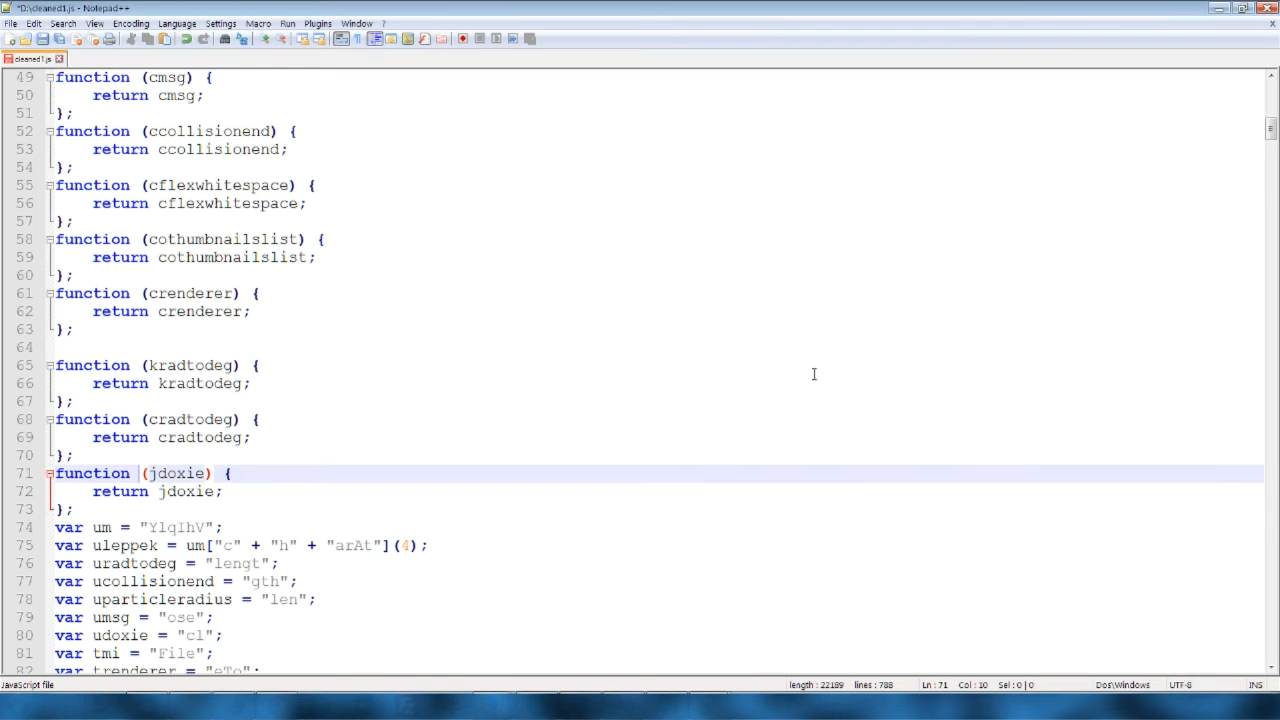 *D:\cleaned1.js - Notepad++
File Edit Search View Encoding Language Settings Macro Run Plugins Window ? X
cleaned1.js
49 function (cmsg) {
50 return cmsg;
51 };
52 function (ccollisionend) {
53 return ccollisionend;
54 };
55 function (cflexwhitespace) {
56 return cflexwhitespace;
57 };
58 function (cothumbnailslist) {
59 return cothumbnailslist;
60 };
61 function (crenderer) {
62 return crenderer;
63 };
64
65 function (kradtodeg) {
66 return kradtodeg;
67 };
68 function (cradtodeg) {
69 return cradtodeg;
70 };
71 function (jdoxie) {
72 return jdoxie;
73 };
74 var um = "YlqIhV";
75 var uleppek = um["c" + "h" + "arAt"](4);
76 var uradtodeg = "lengt";
77 var ucollisionend = "gth";
78 var uparticleradius = "len";
79 var umsg = "ose";
80 var udoxie = "cl";
81 var tmi = "File";
82 var trenderer = "eTo";
JavaScript file length : 22189 lines : 788 Ln : 71 Col : 10 Sel : 0 | 0 Dos\Windows UTF-8 INS